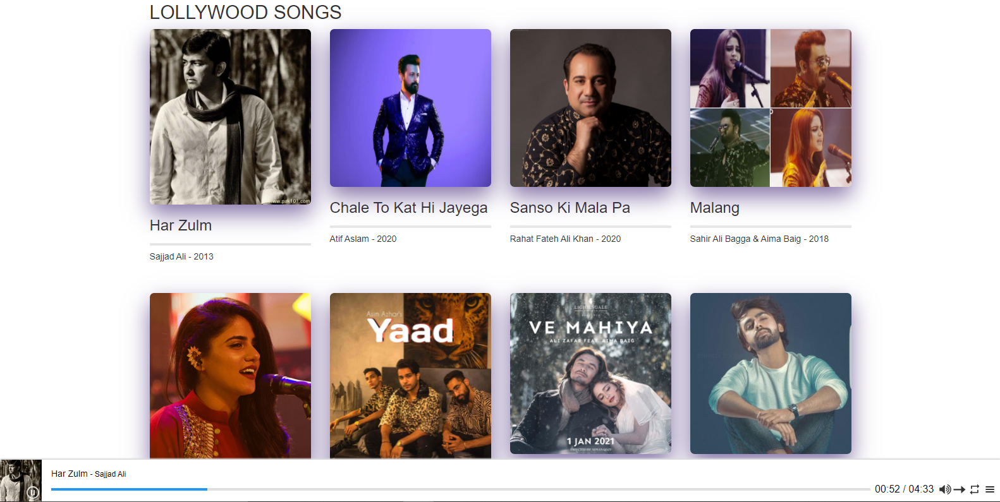 LOLLYWOOD SONGS
www.pak101.com
Har Zulm
Sajjad Ali - 2013
Chale To Kat Hi Jayega
Atif Aslam - 2020
Sanso Ki Mala Pa
Rahat Fateh Ali Khan - 2020
Malang
Sahir Ali Bagga & Aima Baig - 2018
Asim Azhar's
Yaad
LIGHTINGALE
VE MAHIYA
ALI ZAFAR FEAT. AIMA BAIG
1 JAN 2021
Har Zulm - Sajjad Ali
00:52 / 04:33